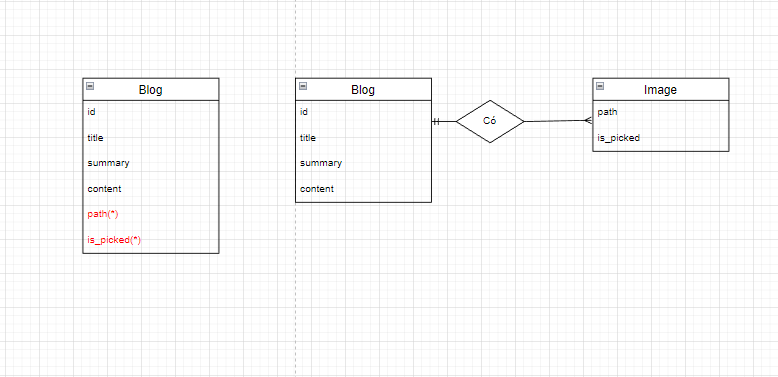 Blog
id
title
summary
content
path(*)
is_picked(*)
Blog
id
title
summary
content
Có
Image
path
is_picked